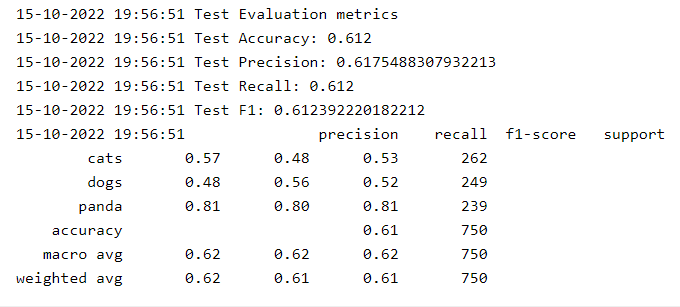 15-10-2022 19:56:51 Test Evaluation metrics
15-10-2022 19:56:51 Test Accuracy: 0.612
15-10-2022 19:56:51 Test Precision: 0.6175488307932213
15-10-2022 19:56:51 Test Recall: 0.612
15-10-2022 19:56:51 Test F1: 0.612392220182212
15-10-2022 19:56:51 precision recall f1-score support
cats 0.57 0.48 0.53 262
dogs 0.48 0.56 0.52 249
panda 0.81 0.80 0.81 239
accuracy 0.61 750
macro avg 0.62 0.62 0.62 750
weighted avg 0.62 0.61 0.61 750